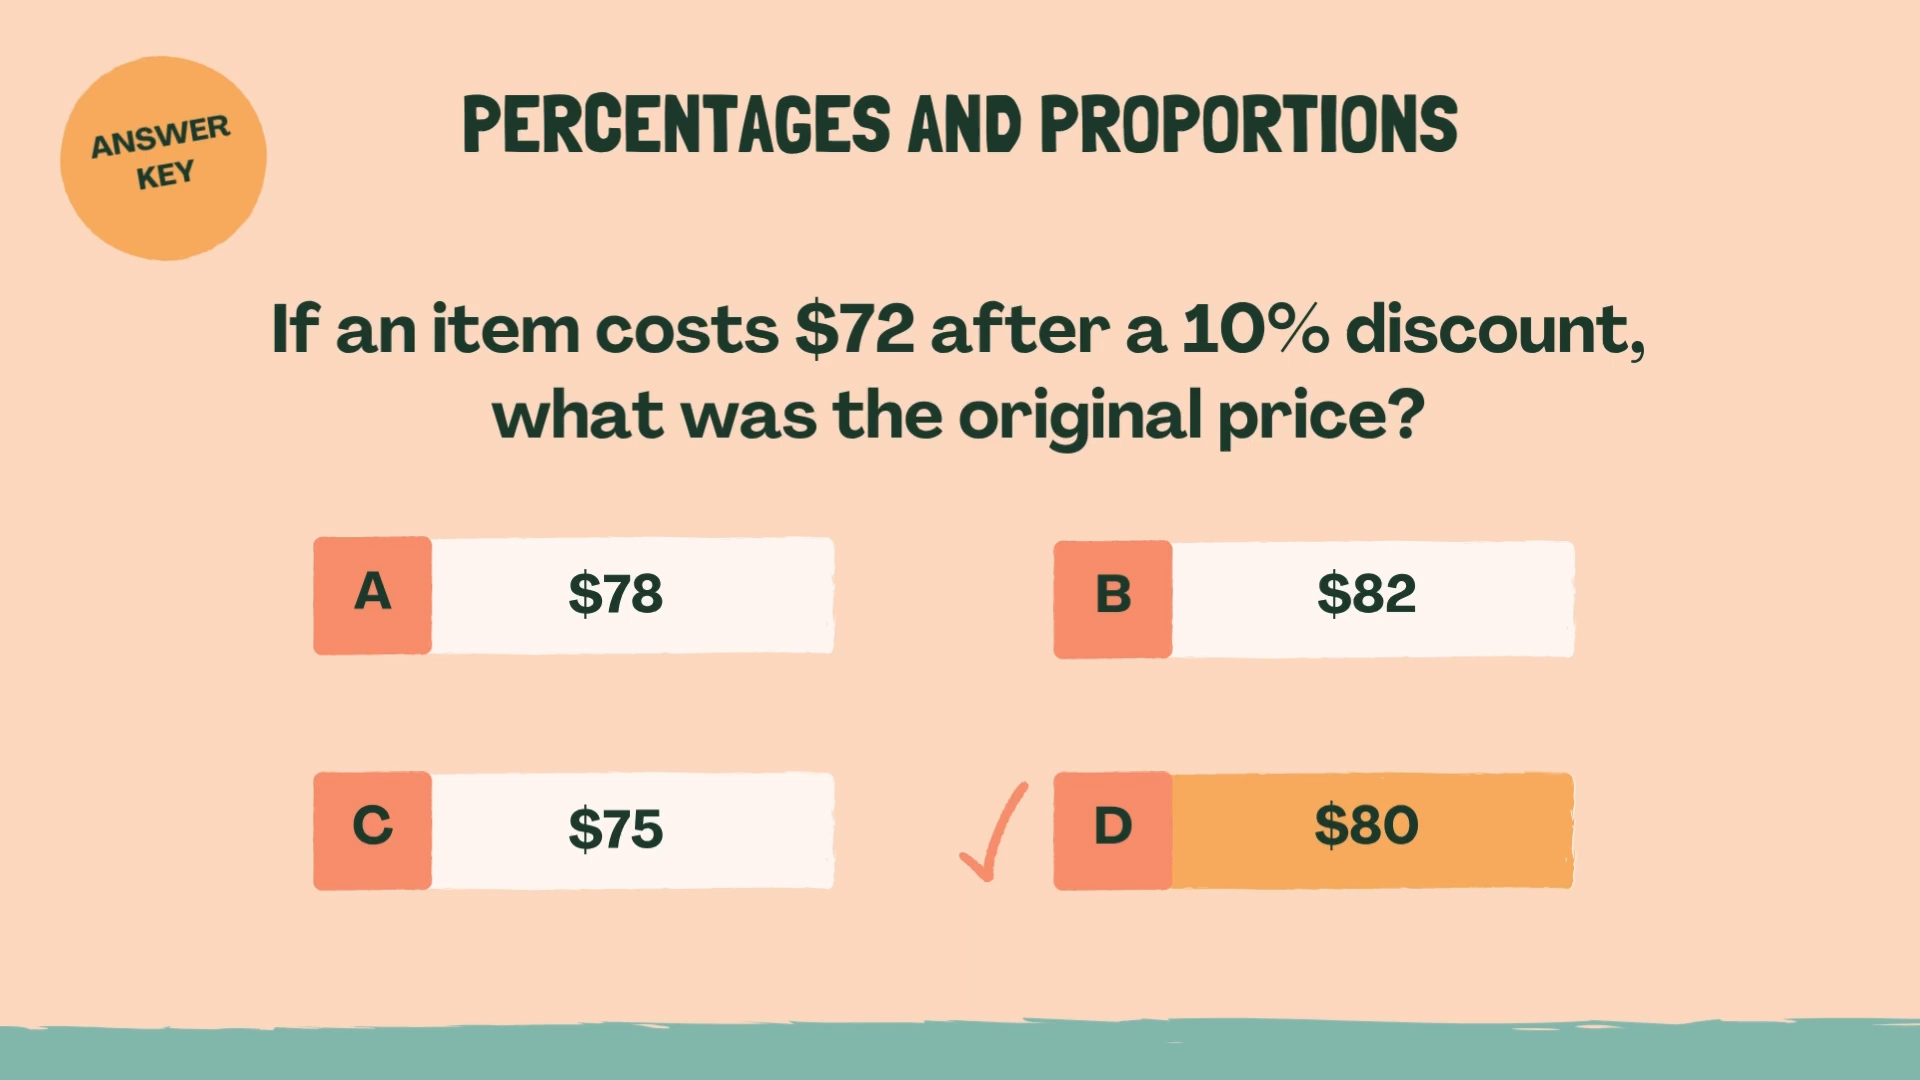 ANSWER
KEY
PERCENTAGES AND PROPORTIONS
If an item costs $72 after a 10% discount,
what was the original price?
A
$78
B
$82
C
$75
D
$80